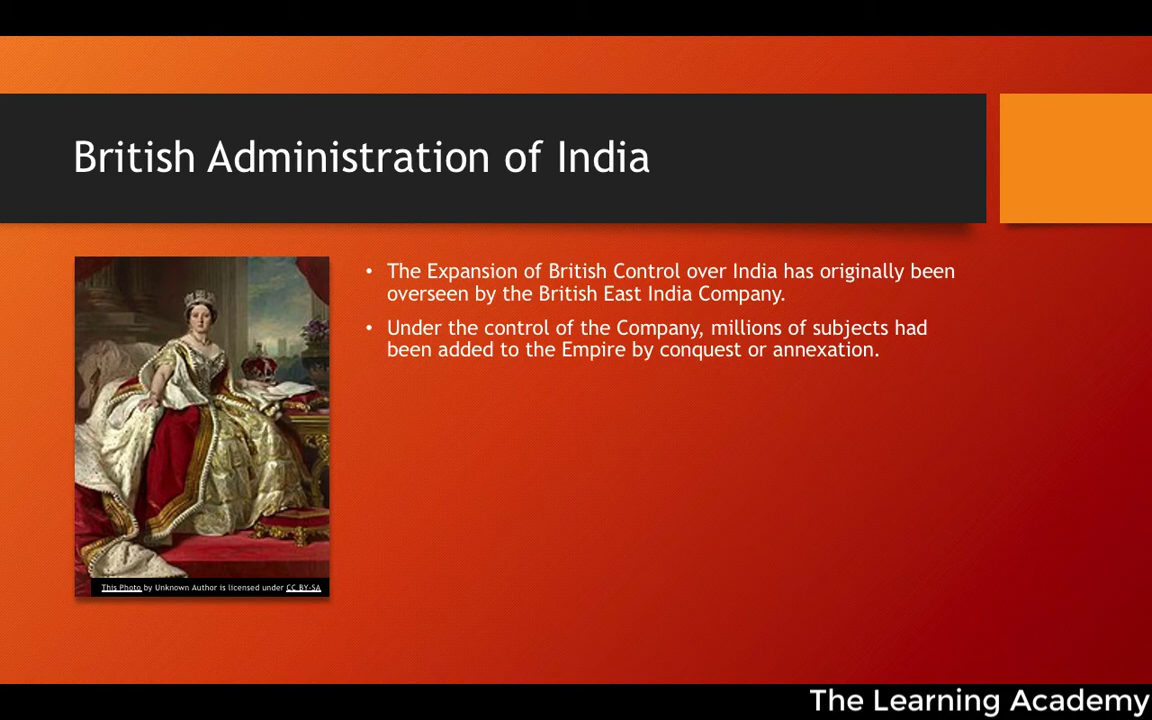 British Administration of India
• The Expansion of British Control over India has originally been
overseen by the British East India Company.
• Under the control of the Company, millions of subjects had
been added to the Empire by conquest or annexation.
This Photo by Unknown Author is licensed under CC BY-SA
The Learning Academy